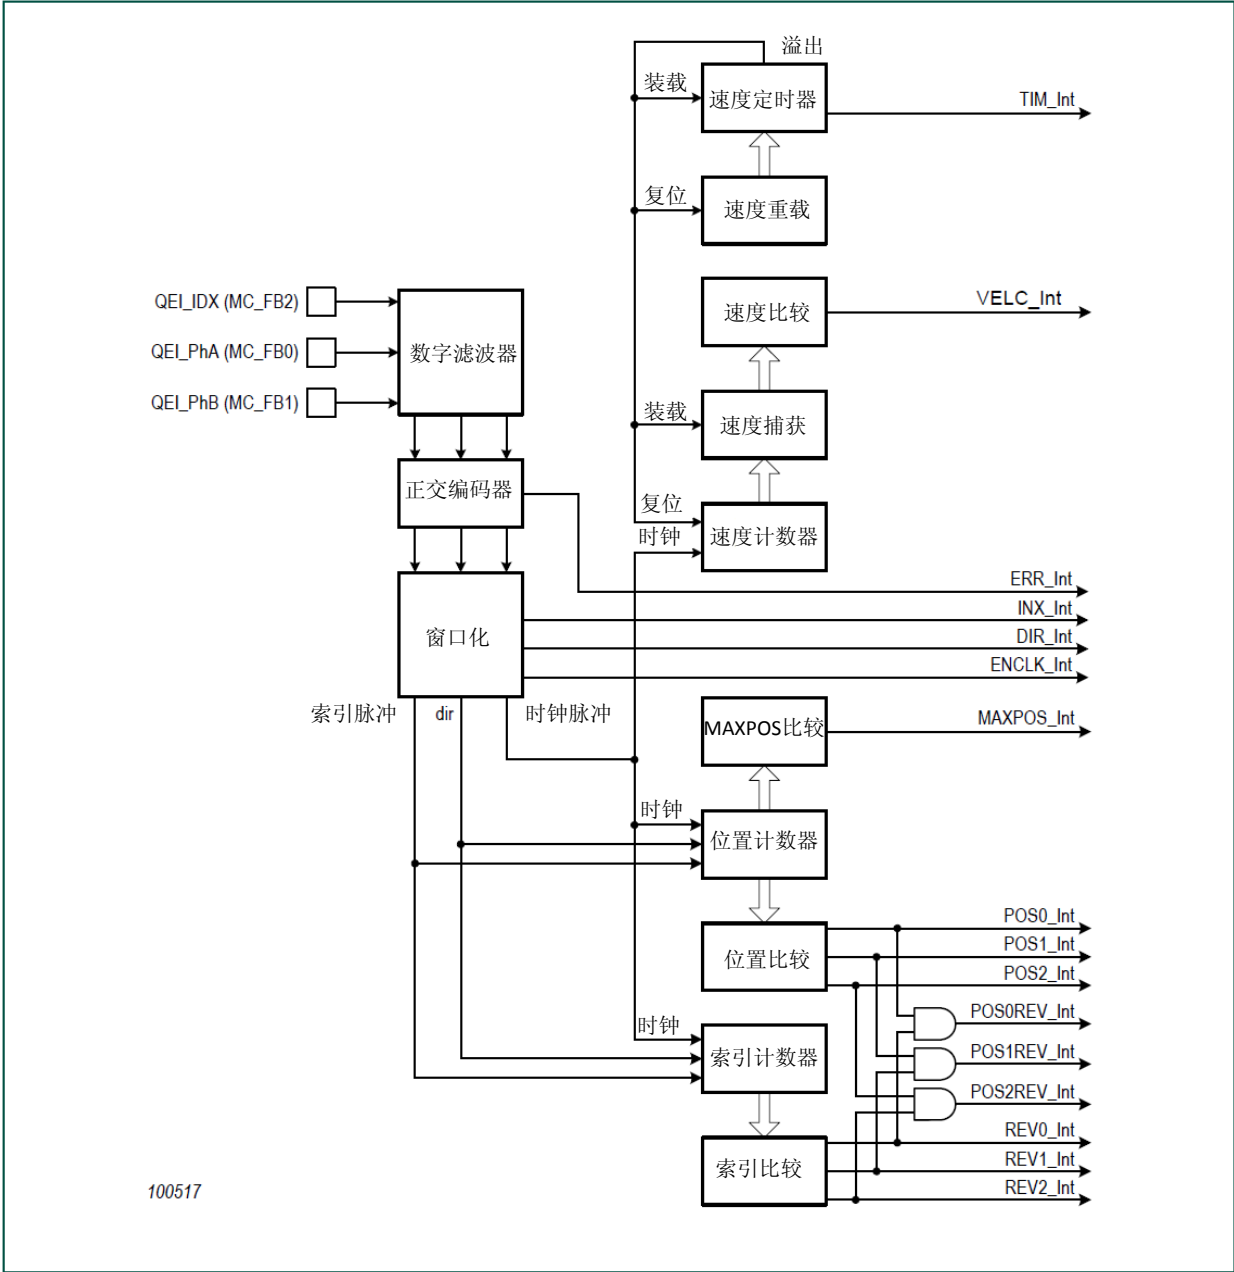 溢出
装载
速度定时器
TIM_Int
复位
速度重载
QEI_IDX (MC_FB2)
QEI_PhA (MC_FB0)
QEI_PhB (MC_FB1)
数字滤波器
速度比较
VELC_Int
装载
速度捕获
正交编码器
复位
时钟
速度计数器
ERR_Int
INX_Int
DIR_Int
ENCLK_Int
窗口化
索引脉冲
dir
时钟脉冲
MAXPOS比较
MAXPOS_Int
时钟
位置计数器
位置比较
POS0_Int
POS1_Int
POS2_Int
POS0REV_Int
POS1REV_Int
POS2REV_Int
时钟
索引计数器
索引比较
REV0_Int
REV1_Int
REV2_Int
100517